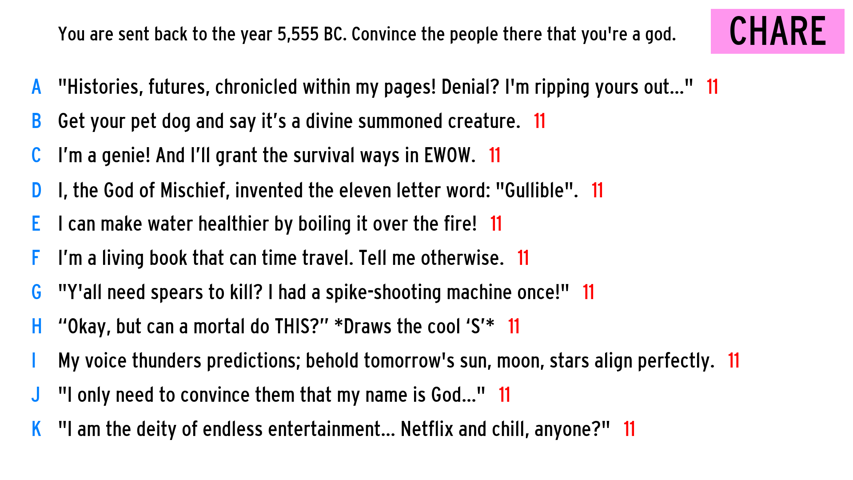 You are sent back to the year 5,555 BC. Convince the people there that you're a god.
CHARE
A "Histories, futures, chronicled within my pages! Denial? I'm ripping yours out..." 11
B Get your pet dog and say it’s a divine summoned creature. 11
C I’m a genie! And I’ll grant the survival ways in EWOW. 11
D I, the God of Mischief, invented the eleven letter word: "Gullible". 11
E I can make water healthier by boiling it over the fire! 11
F I’m a living book that can time travel. Tell me otherwise. 11
G "Y'all need spears to kill? I had a spike-shooting machine once!" 11
H “Okay, but can a mortal do THIS?” *Draws the cool ‘S’* 11
I My voice thunders predictions; behold tomorrow's sun, moon, stars align perfectly. 11
J "I only need to convince them that my name is God..." 11
K "I am the deity of endless entertainment... Netflix and chill, anyone?" 11